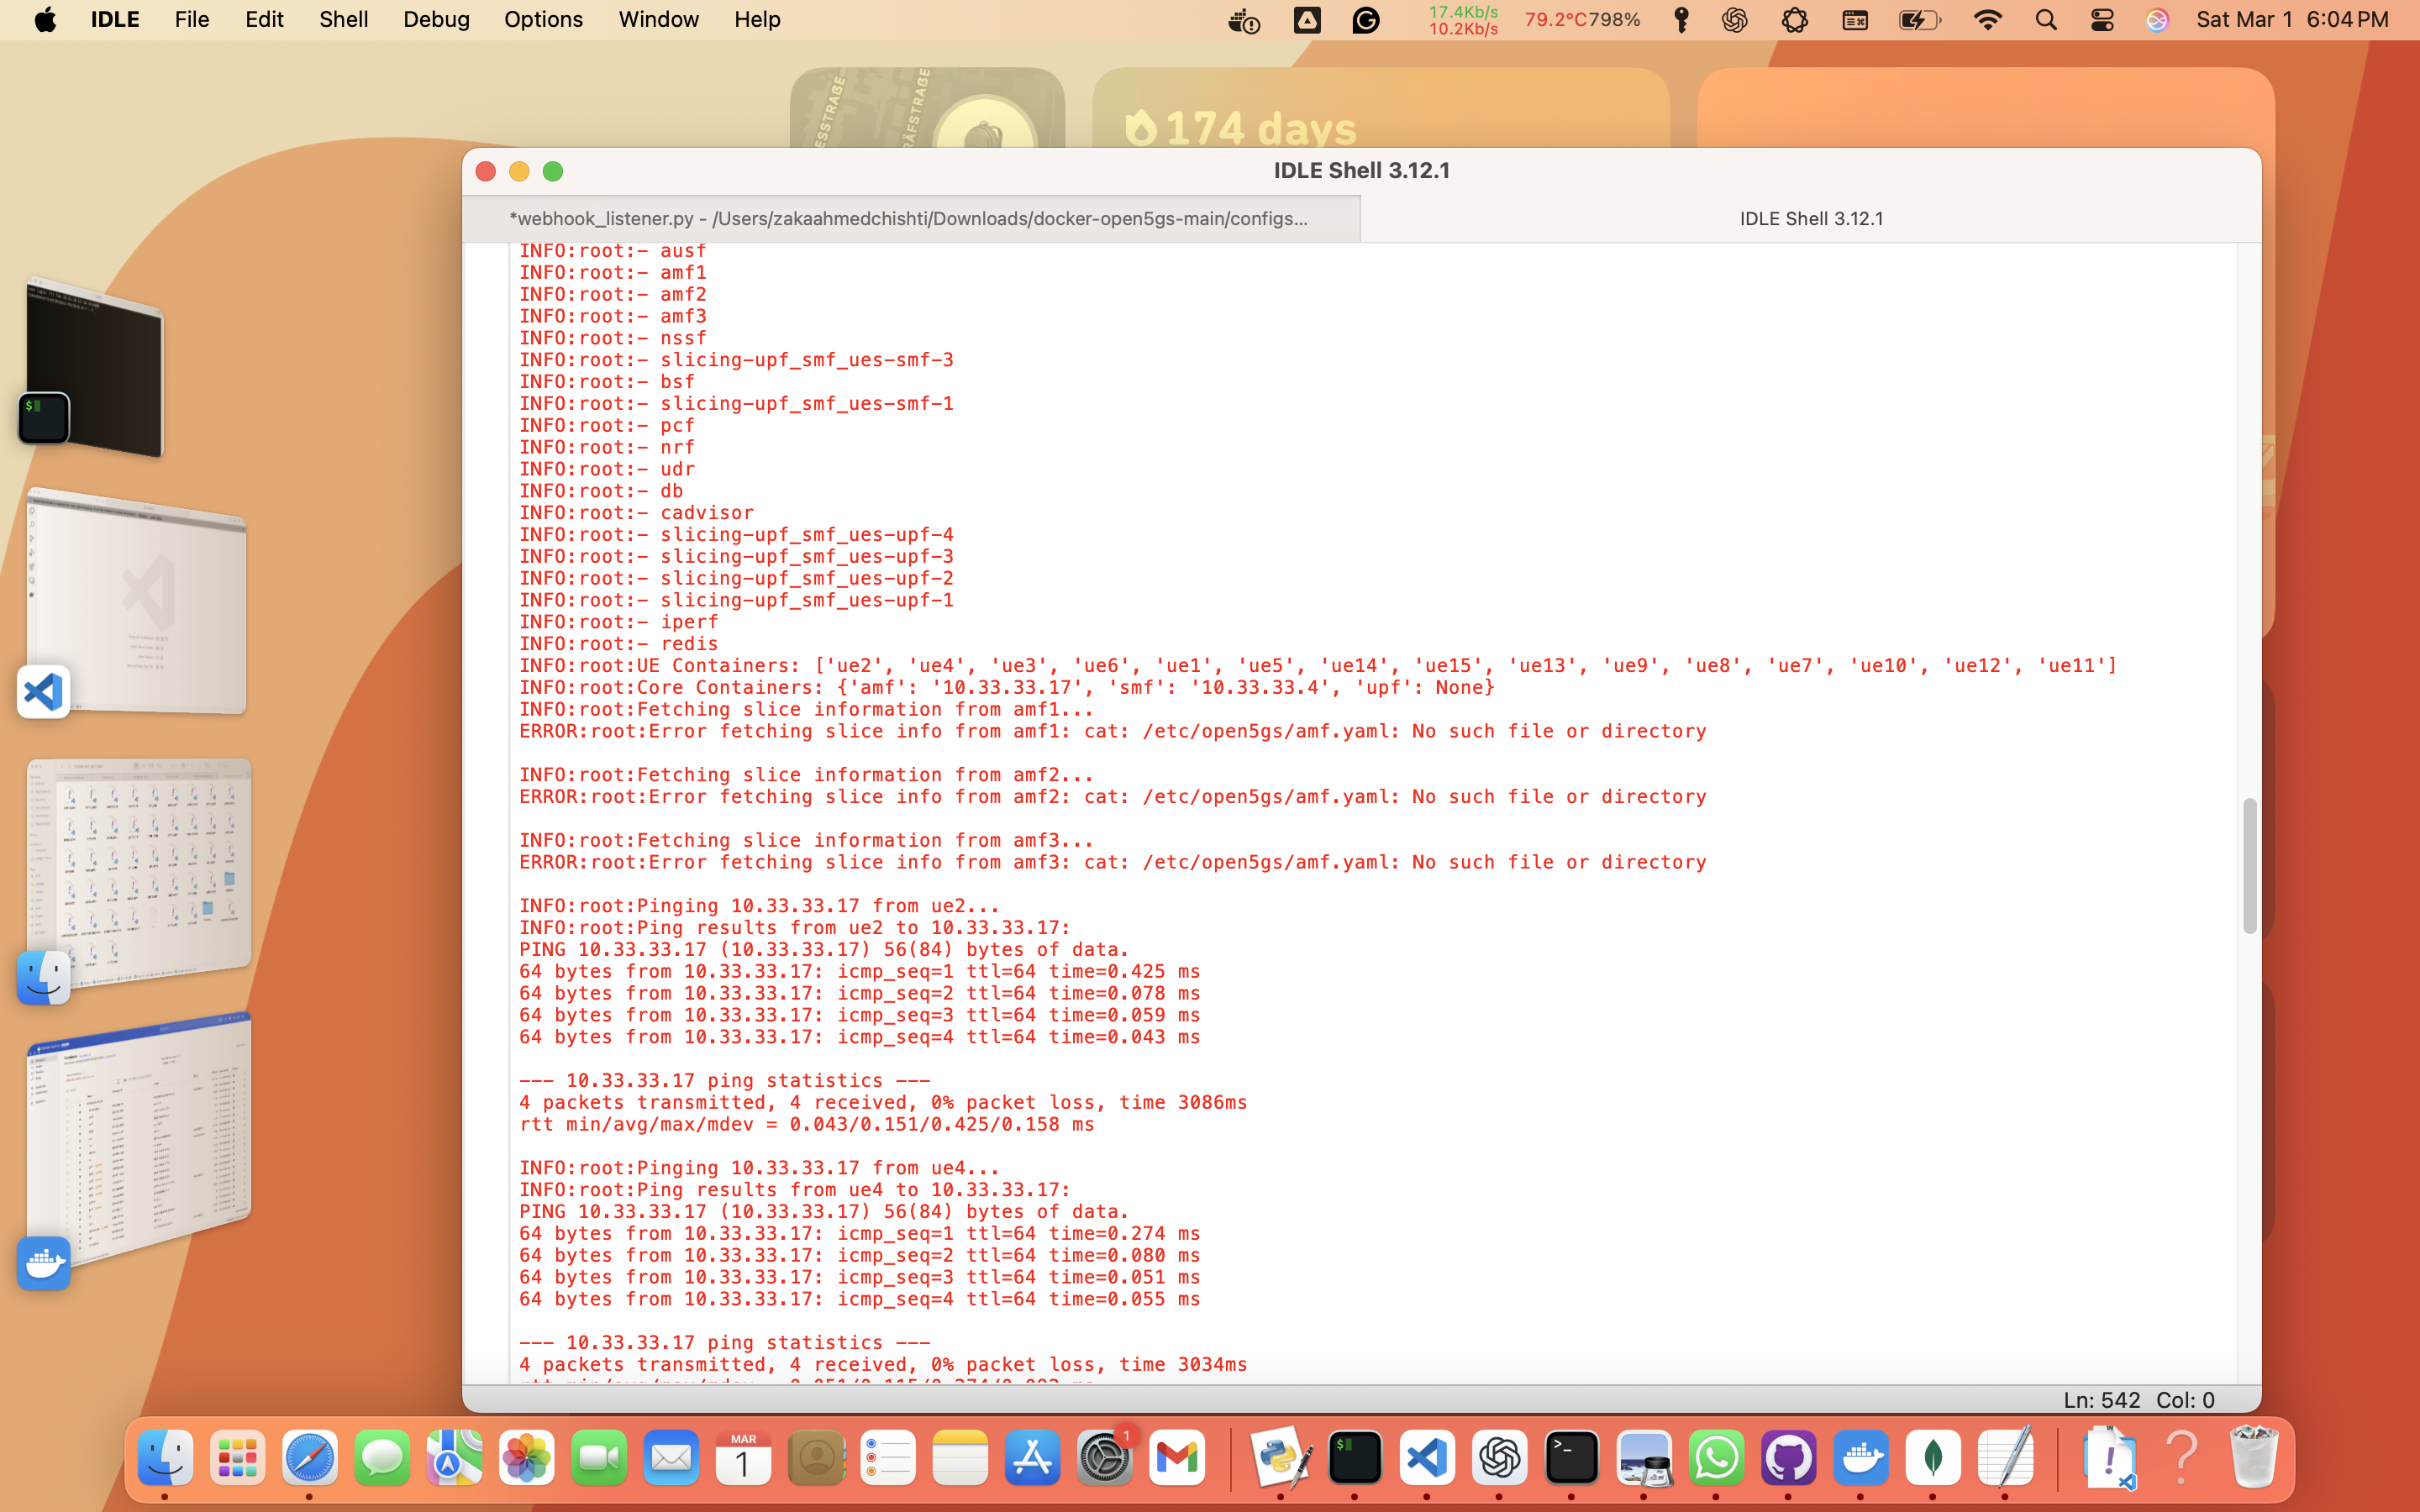 IDLE File Edit Shell Debug Options Window Help 17.4Kb/s 10.2Kb/s 79.2°C 798% Sat Mar 1 6:04 PM
RÄFSTRAßE
174 days
IDLE Shell 3.12.1
*webhook_listener.py - /Users/zakaahmedchishti/Downloads/docker-open5gs-main/configs...
IDLE Shell 3.12.1
INFO:root:- ausf
INFO:root:- amf1
INFO:root:- amf2
INFO:root:- amf3
INFO:root:- nssf
INFO:root:- slicing-upf_smf_ues-smf-3
INFO:root:- bsf
INFO:root:- slicing-upf_smf_ues-smf-1
INFO:root:- pcf
INFO:root:- nrf
INFO:root:- udr
INFO:root:- db
INFO:root:- cadvisor
INFO:root:- slicing-upf_smf_ues-upf-4
INFO:root:- slicing-upf_smf_ues-upf-3
INFO:root:- slicing-upf_smf_ues-upf-2
INFO:root:- slicing-upf_smf_ues-upf-1
INFO:root:- iperf
INFO:root:- redis
INFO:root:UE Containers: ['ue2', 'ue4', 'ue3', 'ue6', 'ue1', 'ue5', 'ue14', 'ue15', 'ue13', 'ue9', 'ue8', 'ue7', 'ue10', 'ue12', 'ue11']
INFO:root:Core Containers: {'amf': '10.33.33.17', 'smf': '10.33.33.4', 'upf': None}
INFO:root:Fetching slice information from amf1...
ERROR:root:Error fetching slice info from amf1: cat: /etc/open5gs/amf.yaml: No such file or directory
INFO:root:Fetching slice information from amf2...
ERROR:root:Error fetching slice info from amf2: cat: /etc/open5gs/amf.yaml: No such file or directory
INFO:root:Fetching slice information from amf3...
ERROR:root:Error fetching slice info from amf3: cat: /etc/open5gs/amf.yaml: No such file or directory
INFO:root:Pinging 10.33.33.17 from ue2...
INFO:root:Ping results from ue2 to 10.33.33.17:
PING 10.33.33.17 (10.33.33.17) 56(84) bytes of data.
64 bytes from 10.33.33.17: icmp_seq=1 ttl=64 time=0.425 ms
64 bytes from 10.33.33.17: icmp_seq=2 ttl=64 time=0.078 ms
64 bytes from 10.33.33.17: icmp_seq=3 ttl=64 time=0.059 ms
64 bytes from 10.33.33.17: icmp_seq=4 ttl=64 time=0.043 ms
--- 10.33.33.17 ping statistics ---
4 packets transmitted, 4 received, 0% packet loss, time 3086ms
rtt min/avg/max/mdev = 0.043/0.151/0.425/0.158 ms
INFO:root:Pinging 10.33.33.17 from ue4...
INFO:root:Ping results from ue4 to 10.33.33.17:
PING 10.33.33.17 (10.33.33.17) 56(84) bytes of data.
64 bytes from 10.33.33.17: icmp_seq=1 ttl=64 time=0.274 ms
64 bytes from 10.33.33.17: icmp_seq=2 ttl=64 time=0.080 ms
64 bytes from 10.33.33.17: icmp_seq=3 ttl=64 time=0.051 ms
64 bytes from 10.33.33.17: icmp_seq=4 ttl=64 time=0.055 ms
--- 10.33.33.17 ping statistics ---
4 packets transmitted, 4 received, 0% packet loss, time 3034ms
Ln: 542 Col: 0
MAR
1
1